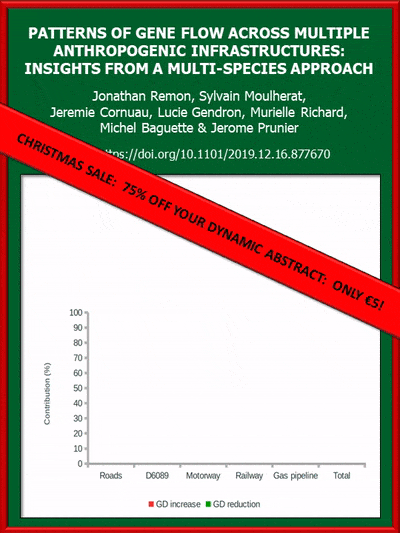 PATTERNS OF GENE FLOW ACROSS MULTIPLE
ANTHROPOGENIC INFRASTRUCTURES:
INSIGHTS FROM A MULTI-SPECIES APPROACH
Jonathan Remon, Sylvain Moulherat,
Jeremie Cornuau, Lucie Gendron, Murielle Richard,
Michel Baguette & Jerome Prunier
ttps://doi.org/10.1101/2019.12.16.877670
CHRISTMAS SALE: 75% OFF YOUR DYNAMIC ABSTRACT: ONLY €5!
Contribution (%)
100
90
80
70
60
50
40
30
20
10
0
Roads D6089 Motorway Railway Gas pipeline Total
GD increase GD reduction